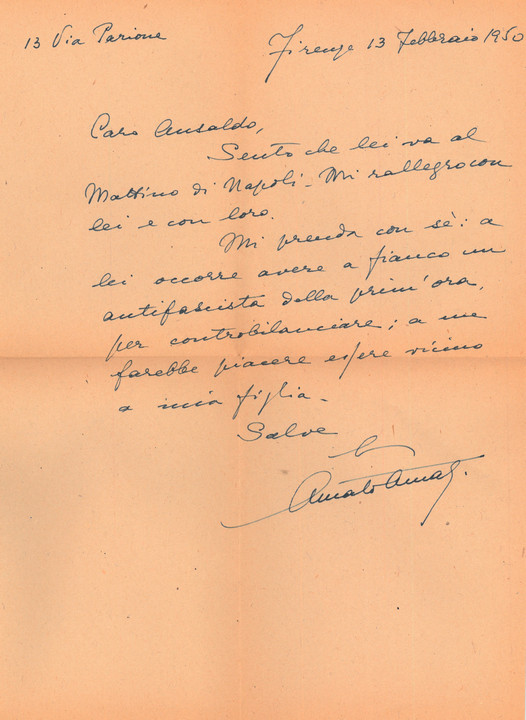 13 Via Parione
Firenze 13 Febbraio 1950
Caro Ansaldo,
Sento che lei va al
Mattino di Napoli - Mi rallegro con
lei e con loro.
Mi prenda con sè: a
lei occorre avere a fianco un
antifascista della prim'ora,
per controbilanciare; a me
farebbe piacere essere vicino
a mia figlia -
Salve
Amato Amati.